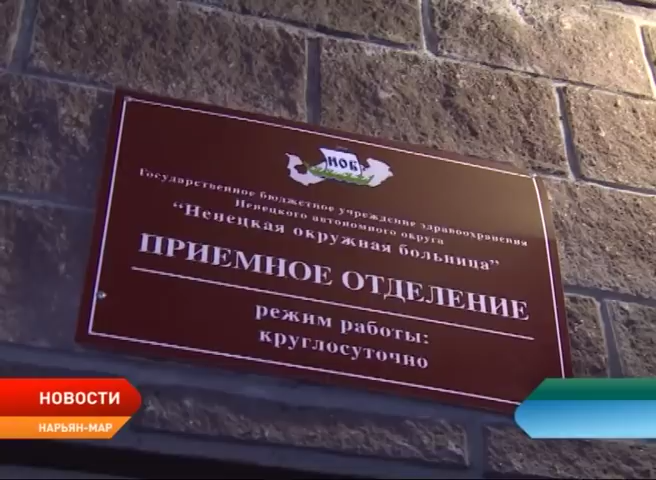 НОБ
Государственное бюджетное учреждение здравоохранения
Ненецкого автономного округа
"Ненецкая окружная больница"
ПРИЕМНОЕ ОТДЕЛЕНИЕ
режим работы:
круглосуточно
НОВОСТИ
НАРЬЯН-МАР